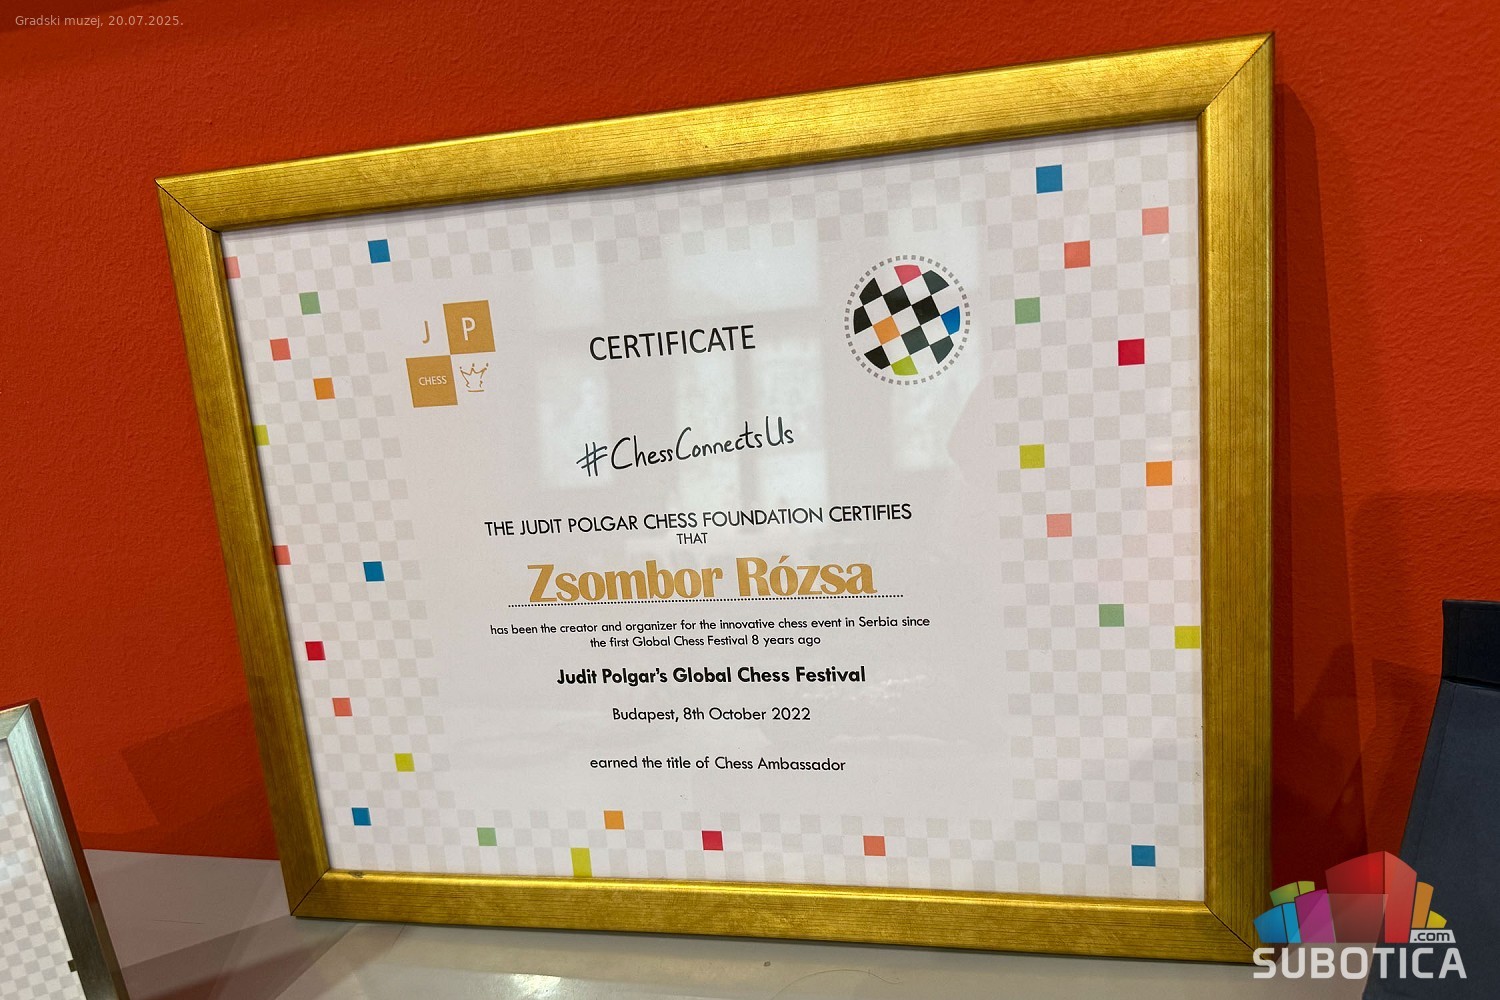 Gradski muzej, 20.07.2025.
J P
CHESS
CERTIFICATE
#ChessConnectsUs
THE JUDIT POLGAR CHESS FOUNDATION CERTIFIES
THAT
Zsombor Rózsa
has been the creator and organizer for the innovative chess event in Serbia since
the first Global Chess Festival 8 years ago
Judit Polgar's Global Chess Festival
Budapest, 8th October 2022
earned the title of Chess Ambassador
.com
SUBOTICA